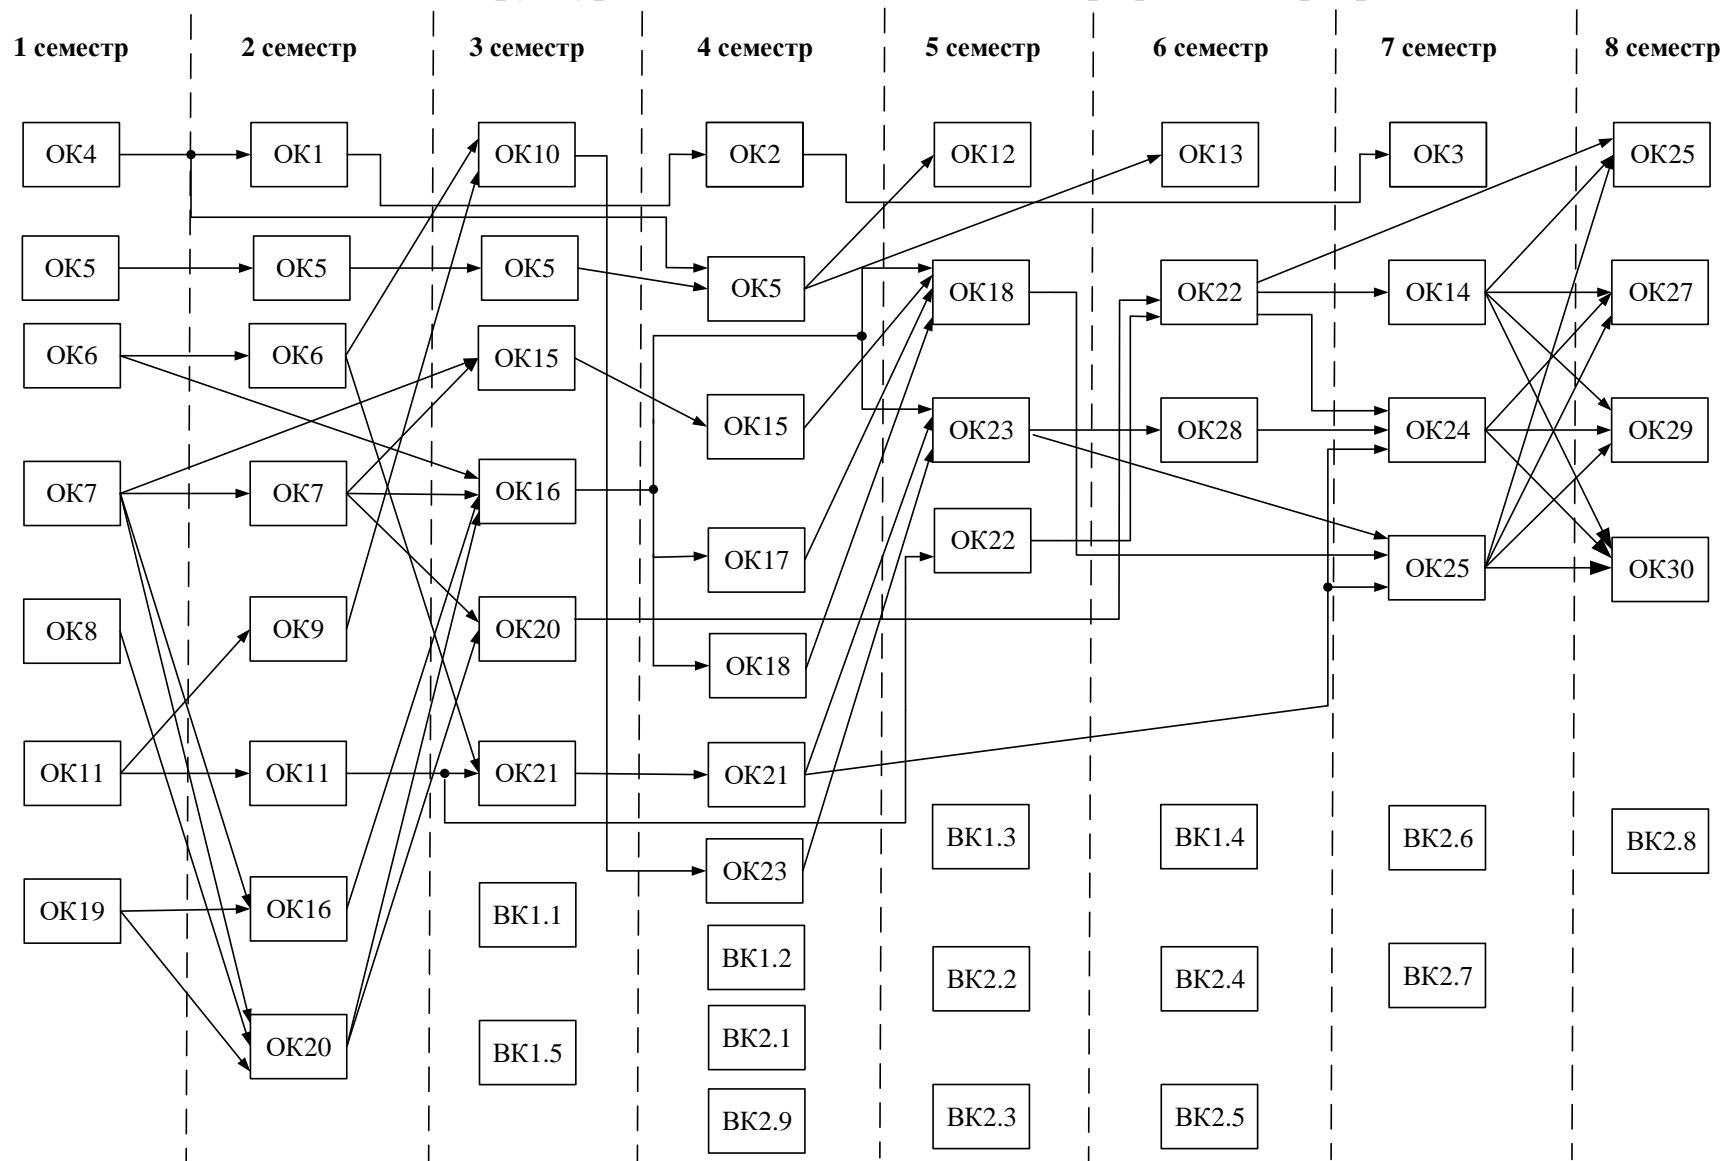 1 семестр 2 семестр 3 семестр 4 семестр 5 семестр 6 семестр 7 семестр 8 семестр
ОК4 ОК1 ОК10 ОК2 ОК12 ОК13 ОК3 ОК25
ОК5 ОК5 ОК5 ОК5 ОК18 ОК22 ОК14 ОК27
ОК6 ОК6 ОК15 ОК15 ОК23 ОК28 ОК24 ОК29
ОК7 ОК7 ОК16 ОК17 ОК22 ОК25 ОК30
ОК8 ОК9 ОК20 ОК18
ОК11 ОК11 ОК21 ОК21 ВК1.3 ВК1.4 ВК2.6 ВК2.8
ОК19 ОК16 ВК1.1 ОК23
ВК1.2 ВК2.2 ВК2.4 ВК2.7
ОК20 ВК1.5 ВК2.1
ВК2.9 ВК2.3 ВК2.5